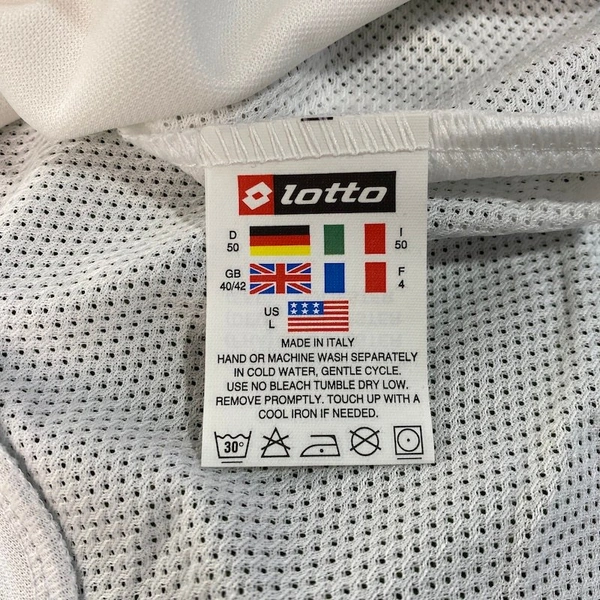 lotto
D 50 I 50
GB 40/42 F 4
US L
MADE IN ITALY
HAND OR MACHINE WASH SEPARATELY
IN COLD WATER, GENTLE CYCLE.
USE NO BLEACH TUMBLE DRY LOW.
REMOVE PROMPTLY. TOUCH UP WITH A
COOL IRON IF NEEDED.
30°